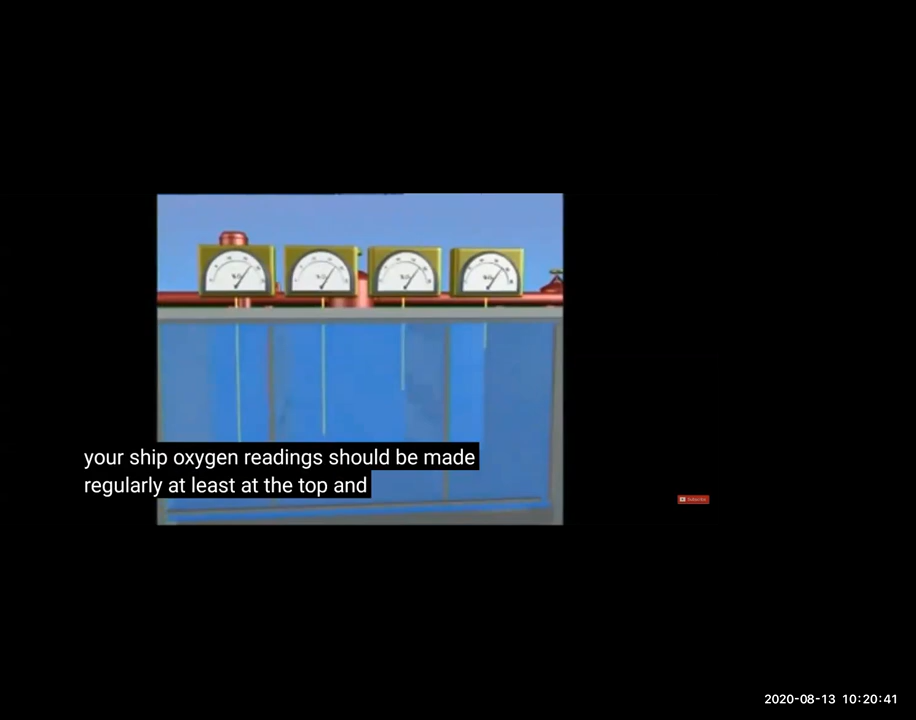 your ship oxygen readings should be made
regularly at least at the top and
Subscribe
2020-08-13 10:20:41